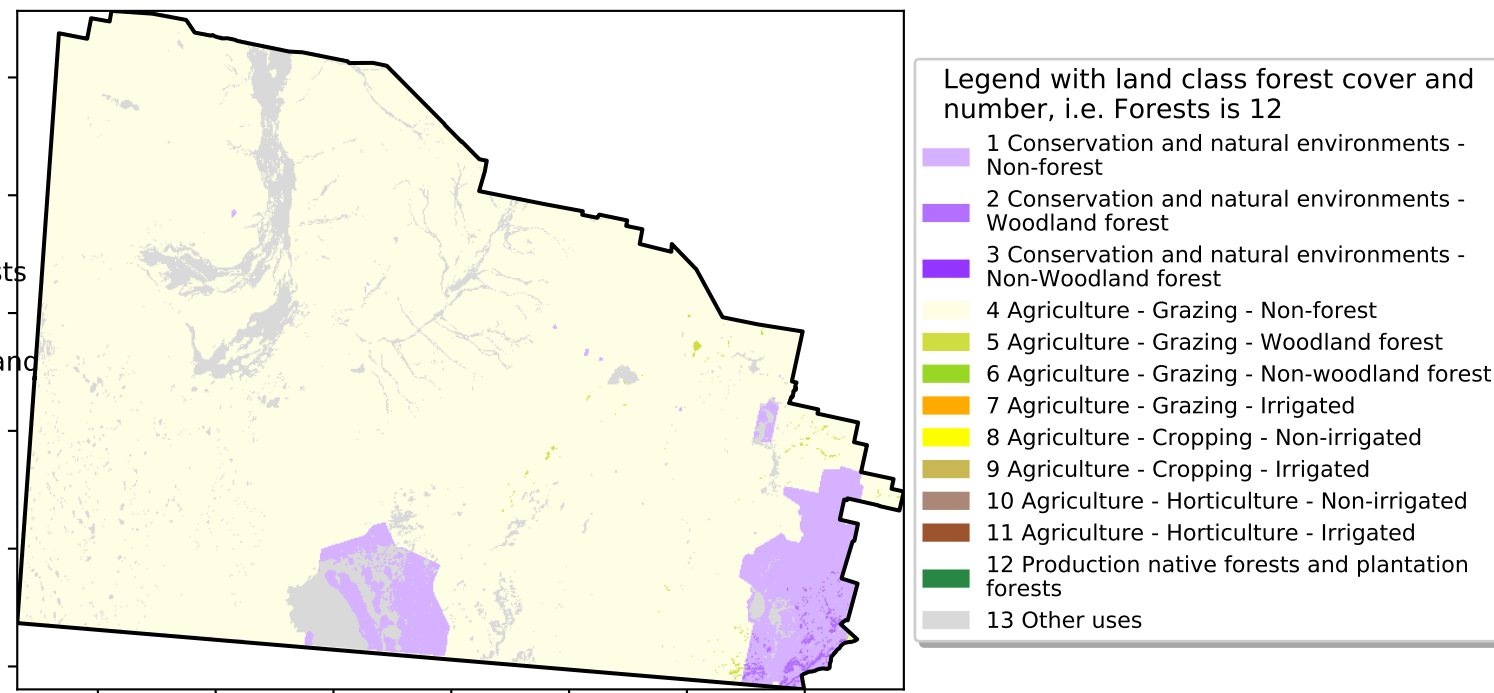 Legend with land class forest cover and
number, i.e. Forests is 12
1 Conservation and natural environments -
Non-forest
2 Conservation and natural environments -
Woodland forest
3 Conservation and natural environments -
Non-Woodland forest
4 Agriculture - Grazing - Non-forest
5 Agriculture - Grazing - Woodland forest
6 Agriculture - Grazing - Non-woodland forest
7 Agriculture - Grazing - Irrigated
8 Agriculture - Cropping - Non-irrigated
9 Agriculture - Cropping - Irrigated
10 Agriculture - Horticulture - Non-irrigated
11 Agriculture - Horticulture - Irrigated
12 Production native forests and plantation
forests
13 Other uses